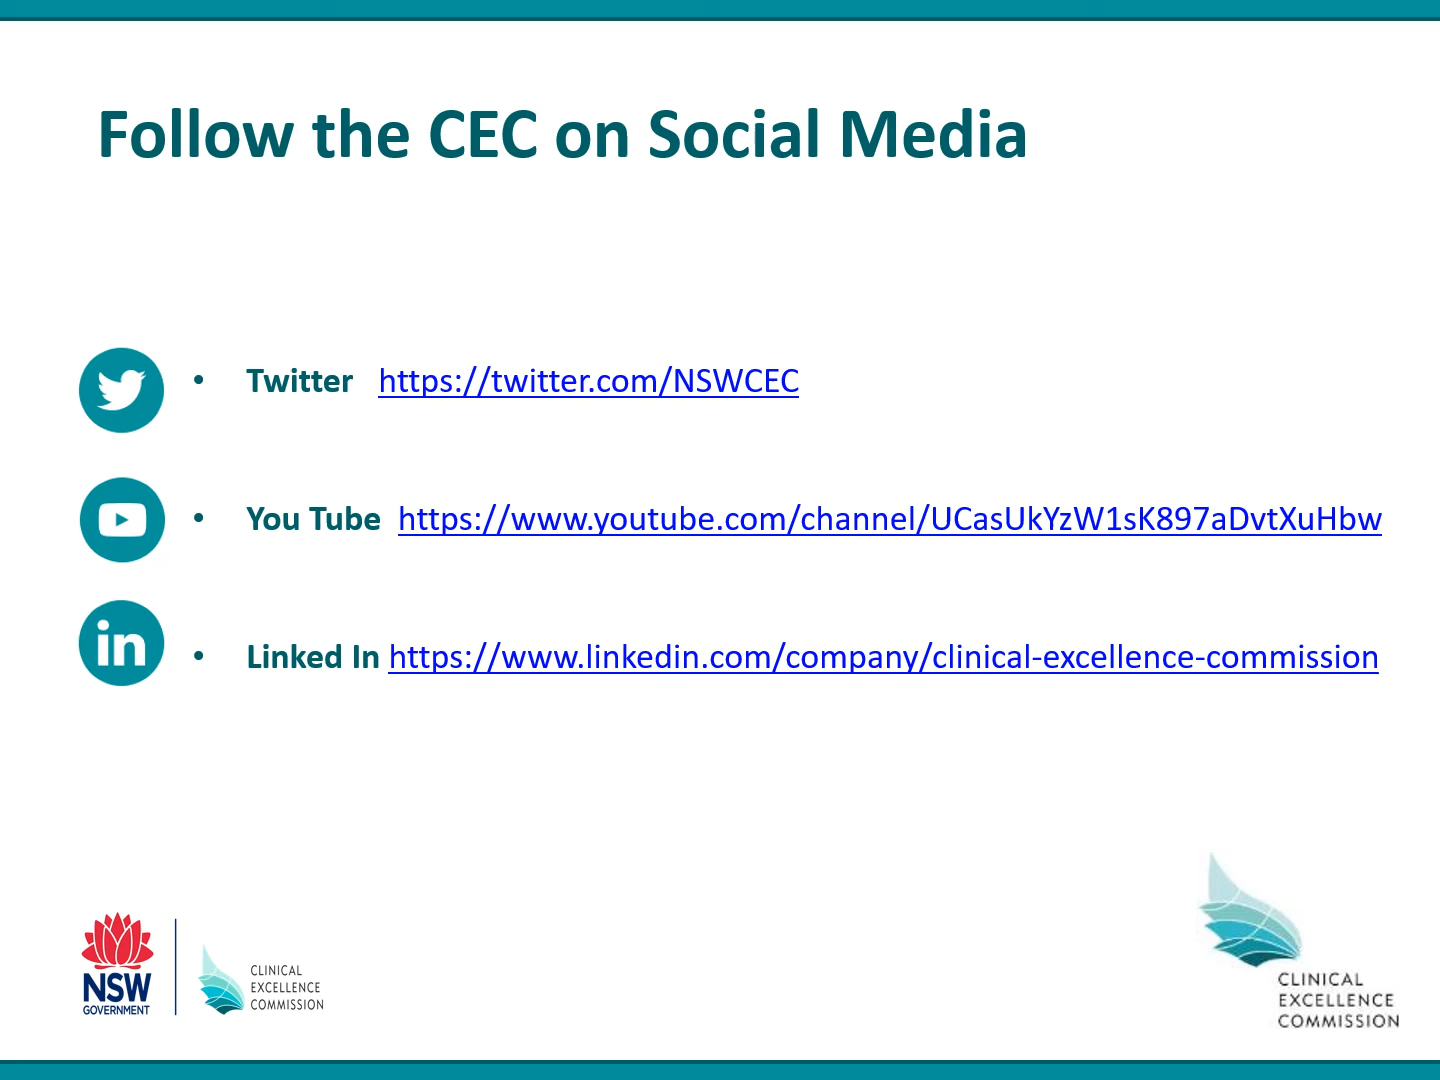 Follow the CEC on Social Media
• Twitter https://twitter.com/NSWCEC
• You Tube https://www.youtube.com/channel/UCasUkYzW1sK897aDvtXuHbw
in
• Linked In https://www.linkedin.com/company/clinical-excellence-commission
NSW
GOVERNMENT
CLINICAL
EXCELLENCE
COMMISSION
CLINICAL
EXCELLENCE
COMMISSION